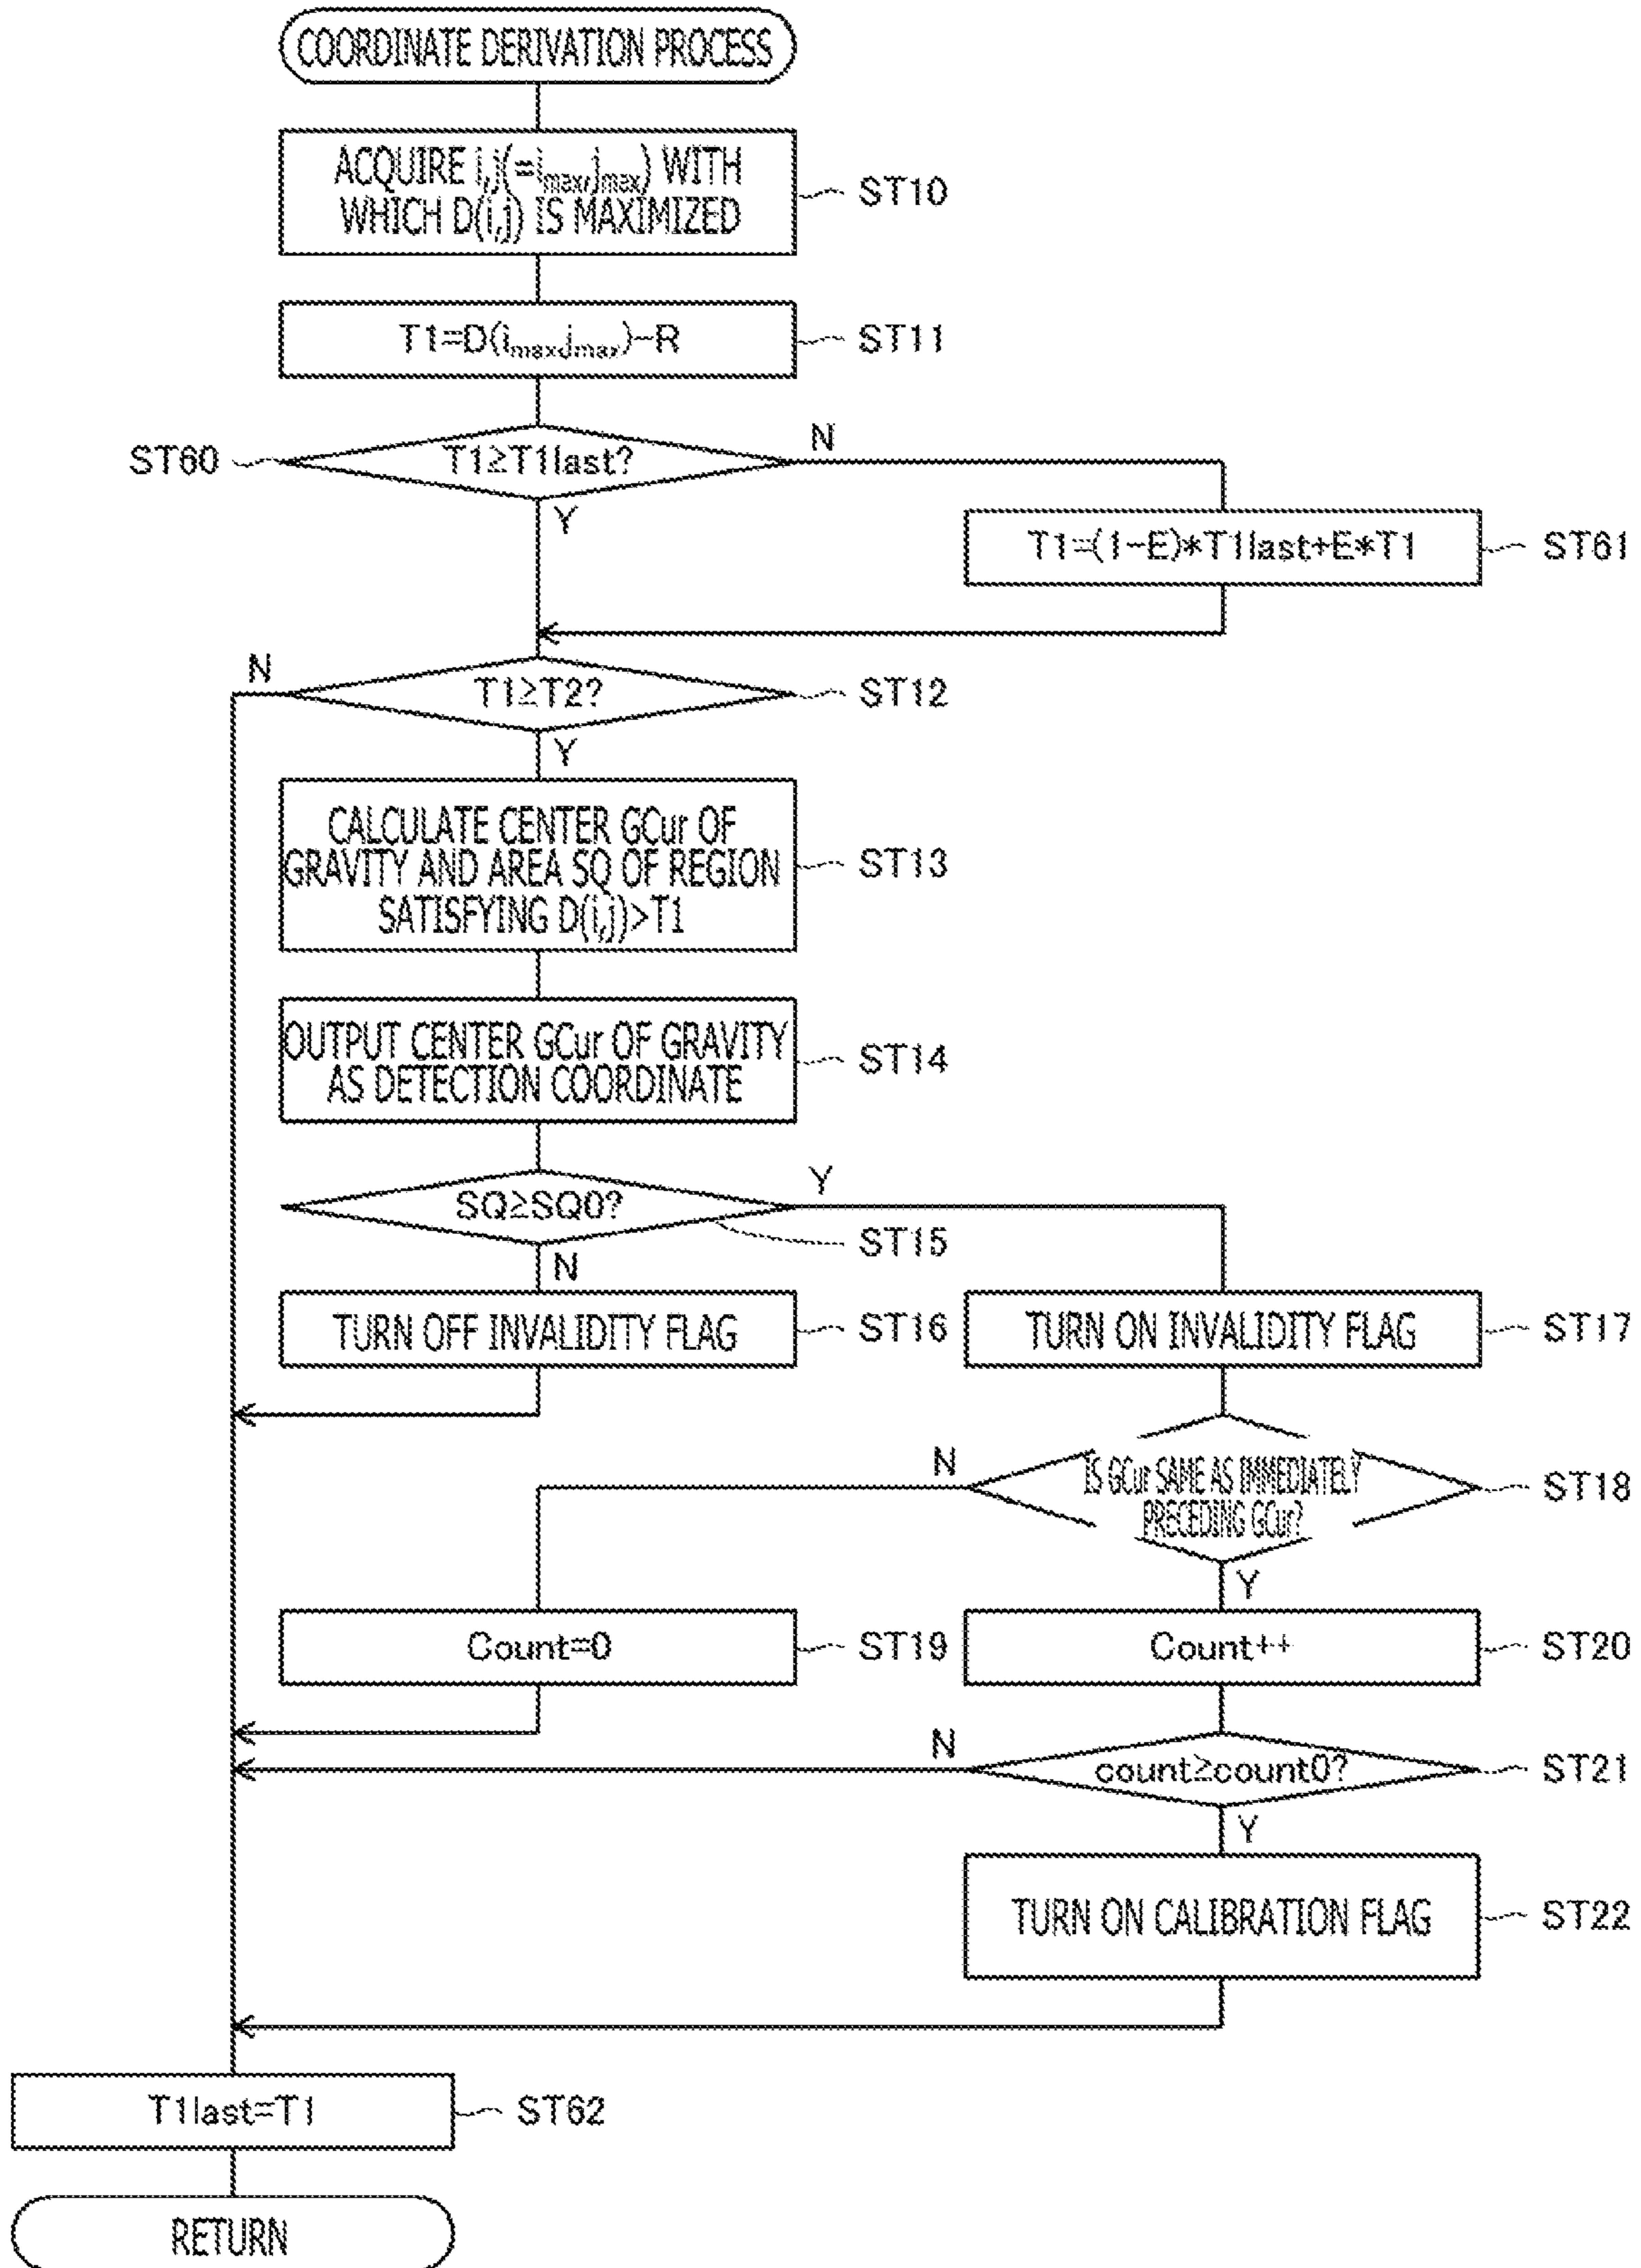 COORDINATE DERIVATION PROCESS
ACQUIRE i,j(=imax,jmax) WITH
WHICH D(i,j) IS MAXIMIZED
ST10
T1=D(imax,jmax)-R
ST11
ST60
T1≥T1last?
N
Y
T1=(1-E)*T1last+E*T1
ST61
N
T1≥T2?
ST12
Y
CALCULATE CENTER GCur OF
GRAVITY AND AREA SQ OF REGION
SATISFYING D(i,j)>T1
ST13
OUTPUT CENTER GCur OF GRAVITY
AS DETECTION COORDINATE
ST14
SQ≥SQ0?
Y
ST15
N
TURN OFF INVALIDITY FLAG
ST16
TURN ON INVALIDITY FLAG
ST17
N
IS GCur SAME AS IMMEDIATELY
PRECEDING GCur?
ST18
Y
Count=0
ST19
Count++
ST20
N
count≥count0?
ST21
Y
TURN ON CALIBRATION FLAG
ST22
T1last=T1
ST62
RETURN